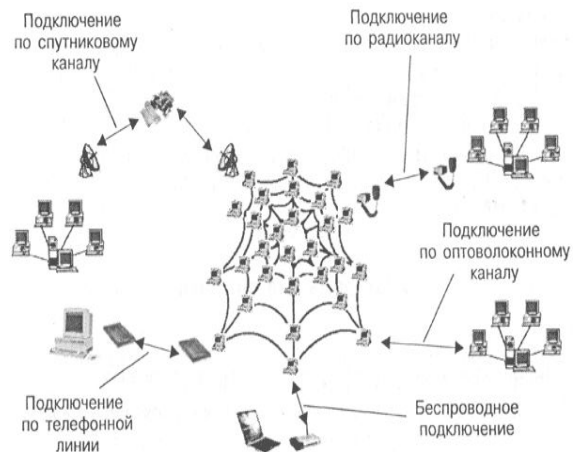 Подключение
по спутниковому
каналу
Подключение
по радиоканалу
Подключение
по оптоволоконному
каналу
Подключение
по телефонной
линии
Беспроводное
подключение